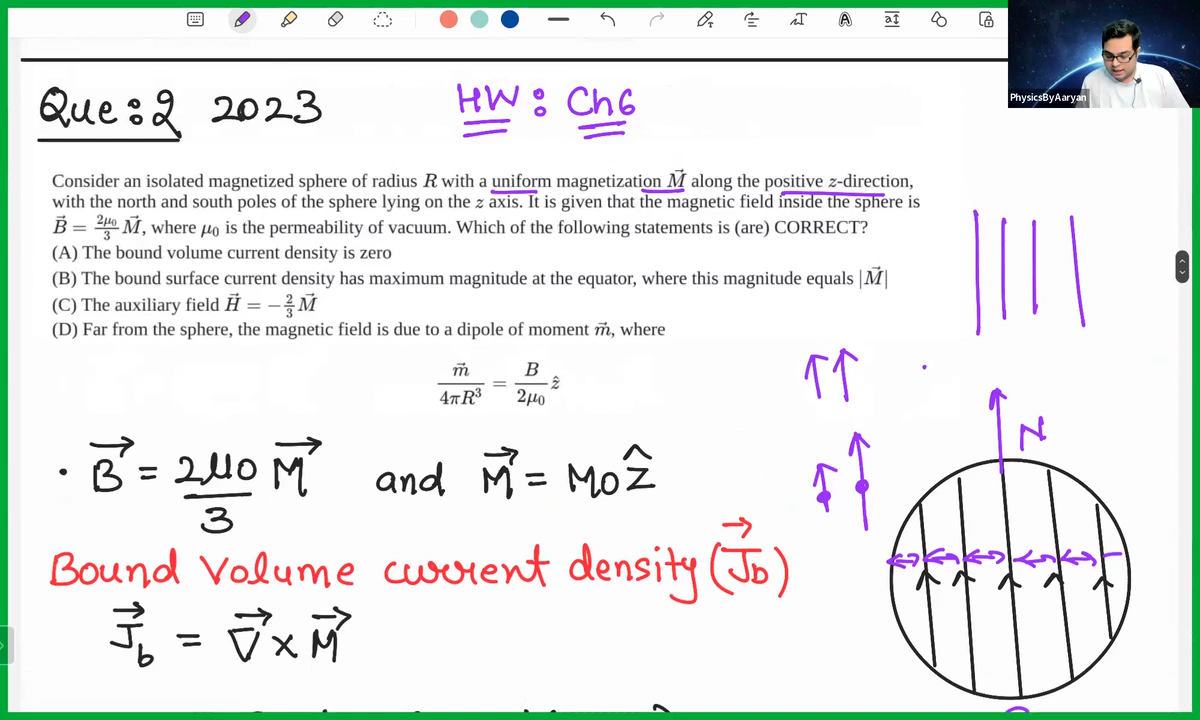 Que:2 2023
HW: Ch6
PhysicsByAaryan
Consider an isolated magnetized sphere of radius R with a uniform magnetization M⃗ along the positive z-direction,
with the north and south poles of the sphere lying on the z axis. It is given that the magnetic field inside the sphere is
B⃗ = 2μ₀/3 M⃗, where μ₀ is the permeability of vacuum. Which of the following statements is (are) CORRECT?
(A) The bound volume current density is zero
(B) The bound surface current density has maximum magnitude at the equator, where this magnitude equals |M⃗|
(C) The auxiliary field H⃗ = −2/3 M⃗
(D) Far from the sphere, the magnetic field is due to a dipole of moment m⃗, where
m⃗/4πR³ = B/2μ₀ ẑ
N
· B⃗ = 2μ0/3 M⃗ and M⃗ = M0 ẑ
Bound Volume current density (J⃗b)
J⃗b = ∇⃗ x M⃗